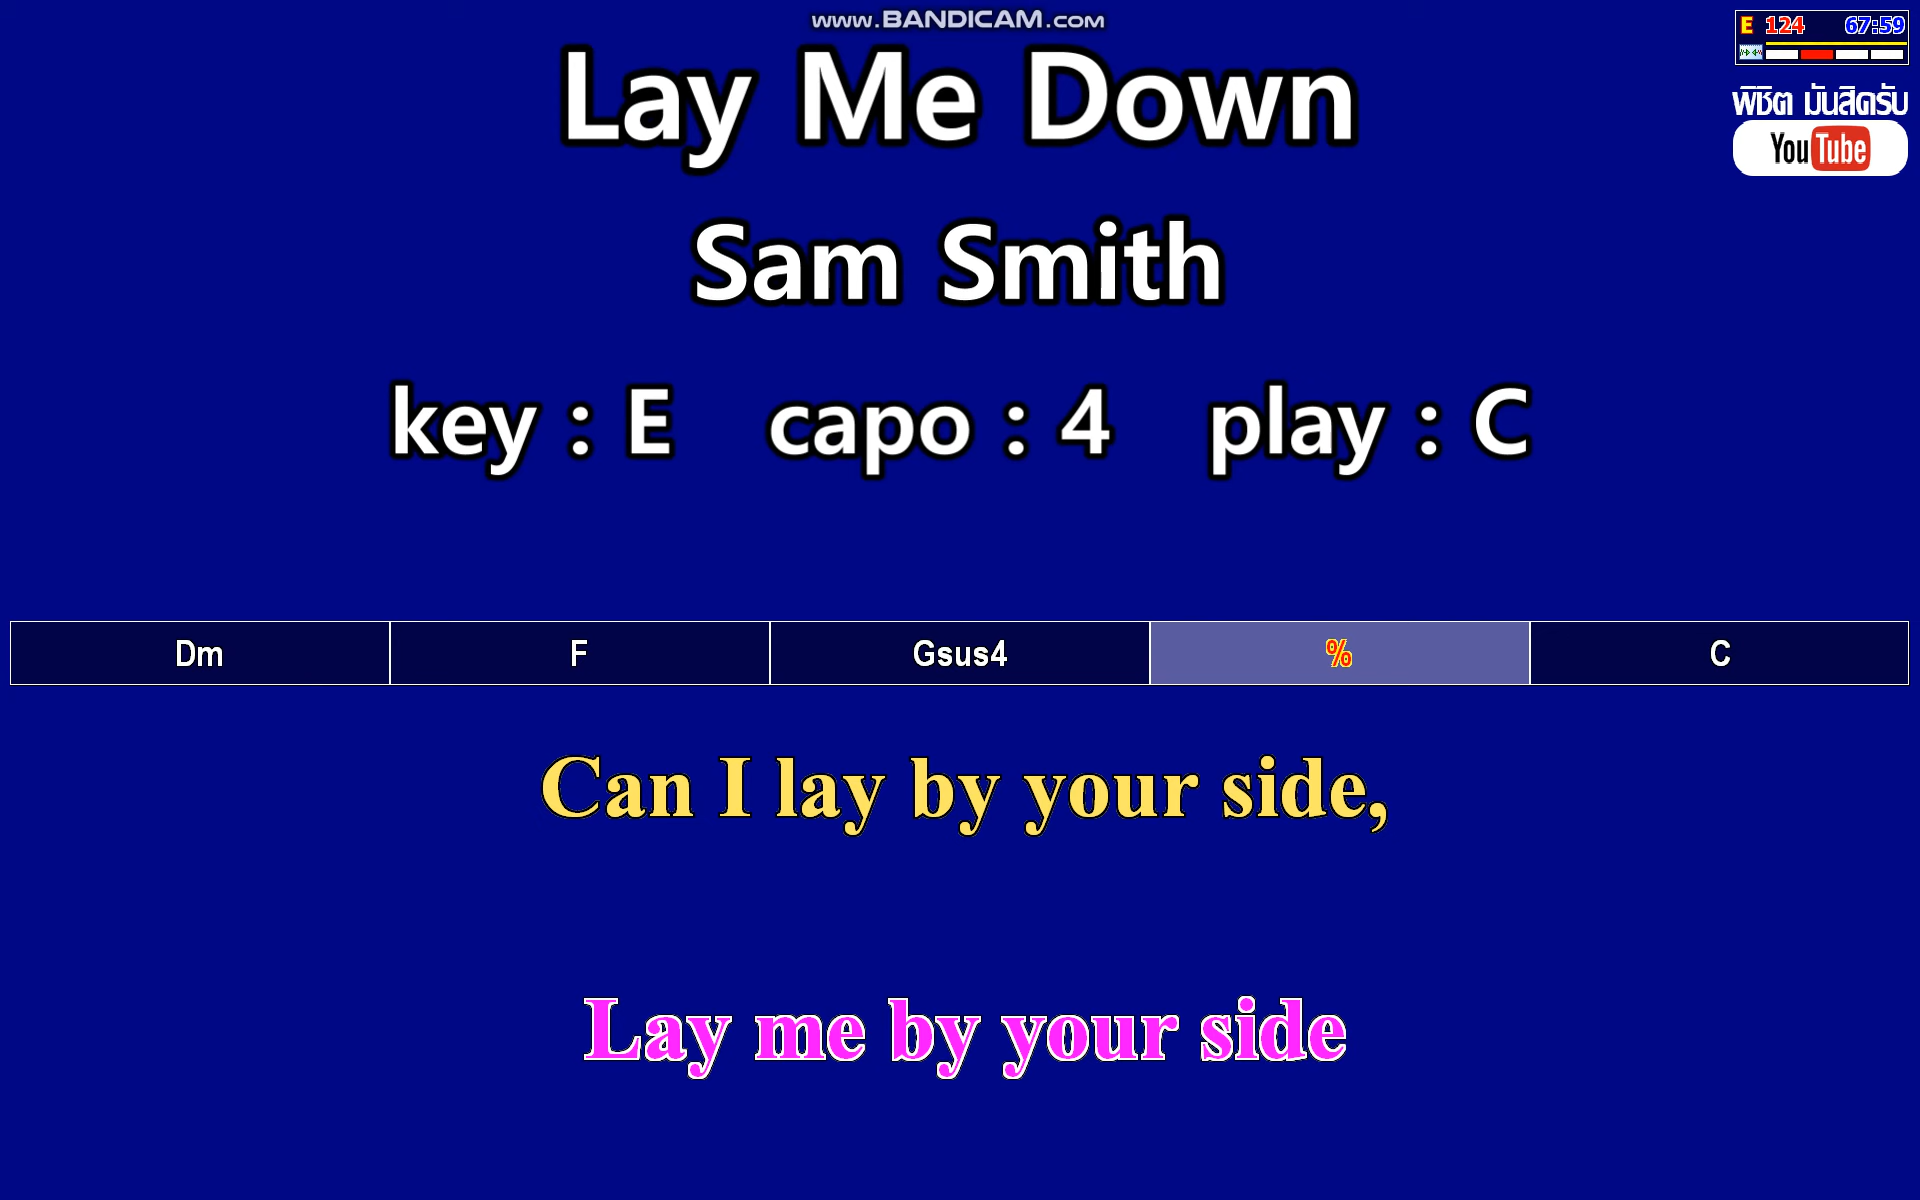 www.BANDICAM.com
E 124 67:59
Lay Me Down
พิชิต มันสิครับ
YouTube
Sam Smith
key : E capo : 4 play : C
Dm F Gsus4 % C
Can I lay by your side,
Lay me by your side